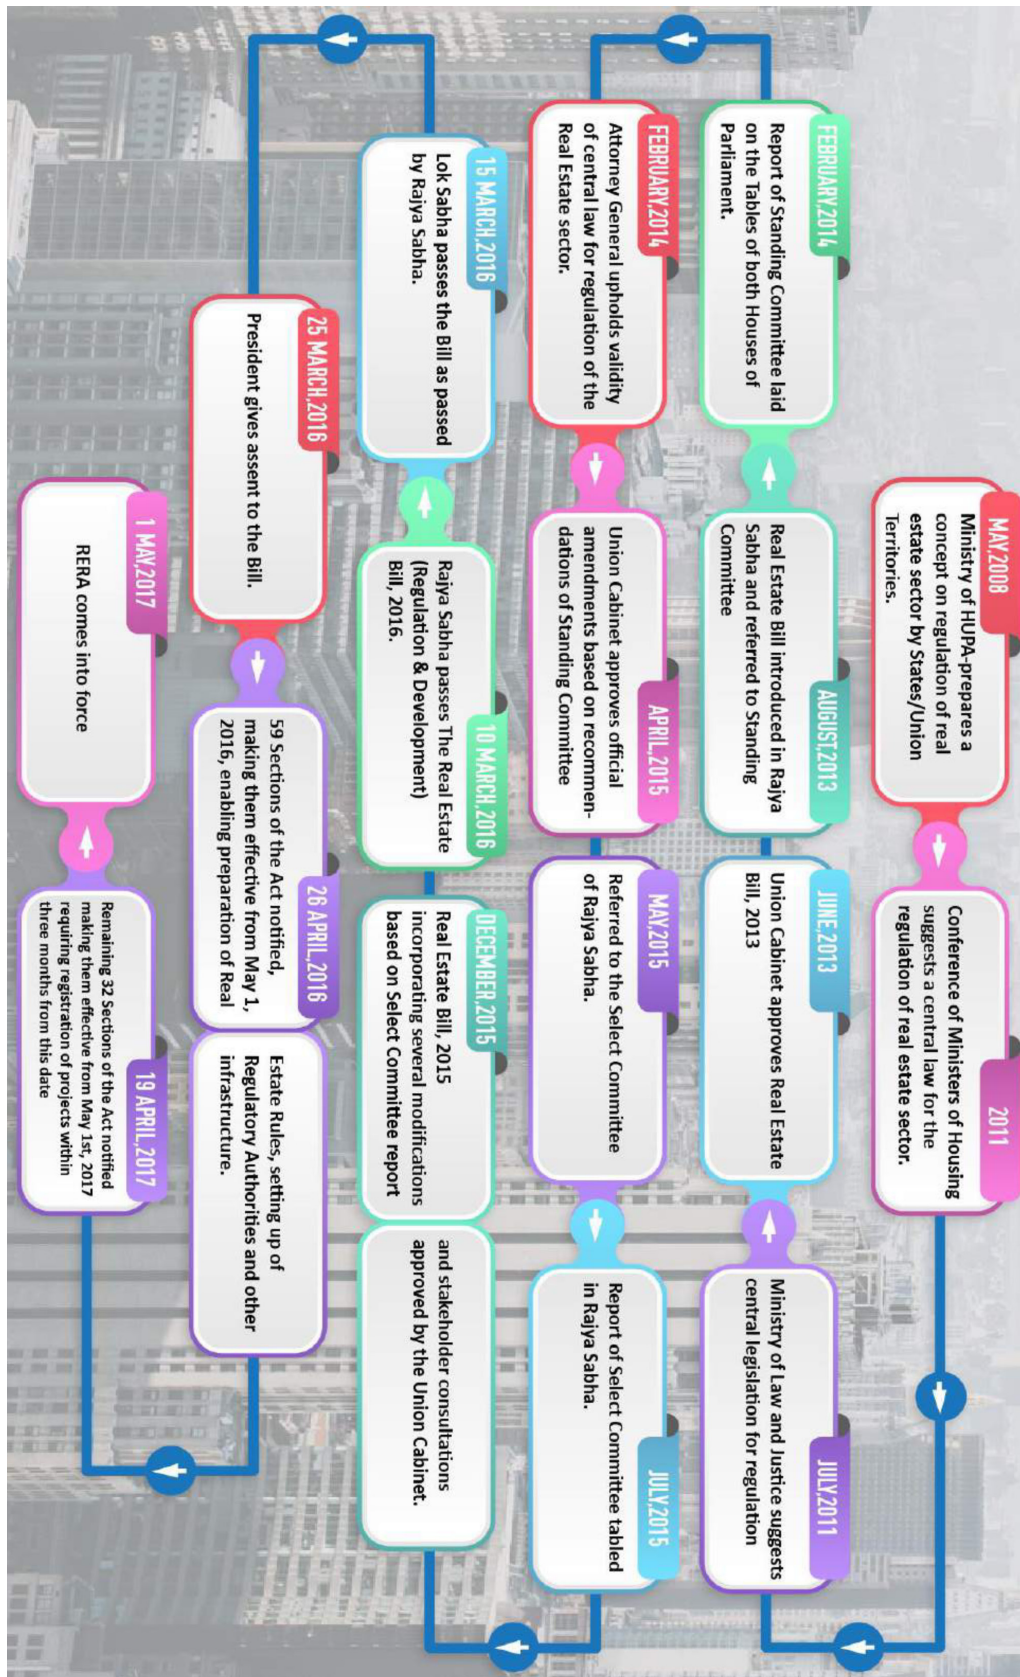 MAY,2008
Ministry of HUPA-prepares a
concept on regulation of real
estate sector by States/Union
Territories.
2011
Conference of Ministers of Housing
suggests a central law for the
regulation of real estate sector.
JULY,2011
Ministry of Law and Justice suggests
central legislation for regulation
JUNE,2013
Union Cabinet approves Real Estate
Bill, 2013
AUGUST,2013
Real Estate Bill introduced in Rajya
Sabha and referred to Standing
Committee
FEBRUARY,2014
Report of Standing Committee laid
on the Tables of both Houses of
Parliament.
FEBRUARY,2014
Attorney General upholds validity
of central law for regulation of the
Real Estate sector.
APRIL,2015
Union Cabinet approves official
amendments based on recommen-
dations of Standing Committee
MAY,2015
Referred to the Select Committee
of Rajya Sabha.
JULY,2015
Report of Select Committee tabled
in Rajya Sabha.
DECEMBER,2015
Real Estate Bill, 2015
incorporating several modifications
based on Select Committee report
and stakeholder consultations
approved by the Union Cabinet.
10 MARCH,2016
Rajya Sabha passes The Real Estate
(Regulation & Development)
Bill, 2016.
15 MARCH,2016
Lok Sabha passes the Bill as passed
by Rajya Sabha.
25 MARCH,2016
President gives assent to the Bill.
26 APRIL,2016
59 Sections of the Act notified,
making them effective from May 1,
2016, enabling preparation of Real
Estate Rules, setting up of
Regulatory Authorities and other
infrastructure.
19 APRIL,2017
Remaining 32 Sections of the Act notified
making them effective from May 1st, 2017
requiring registration of projects within
three months from this date
1 MAY,2017
RERA comes into force